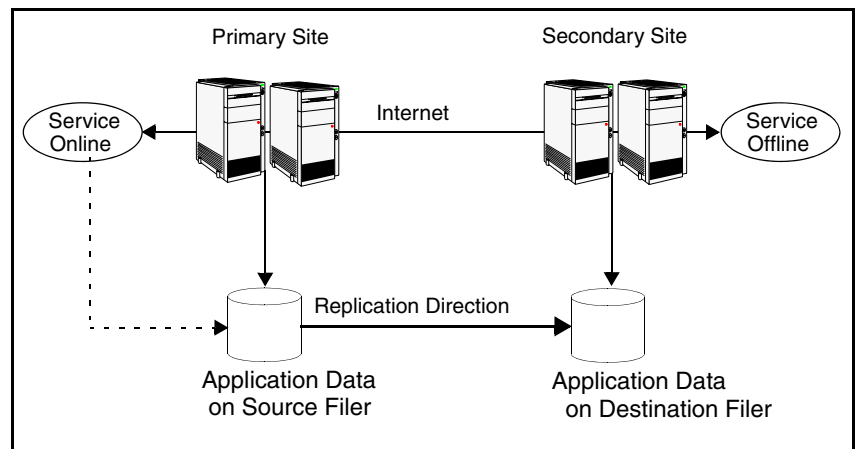 Primary Site
Secondary Site
Service
Online
Internet
Service
Offline
Replication Direction
Application Data
on Source Filer
Application Data
on Destination Filer